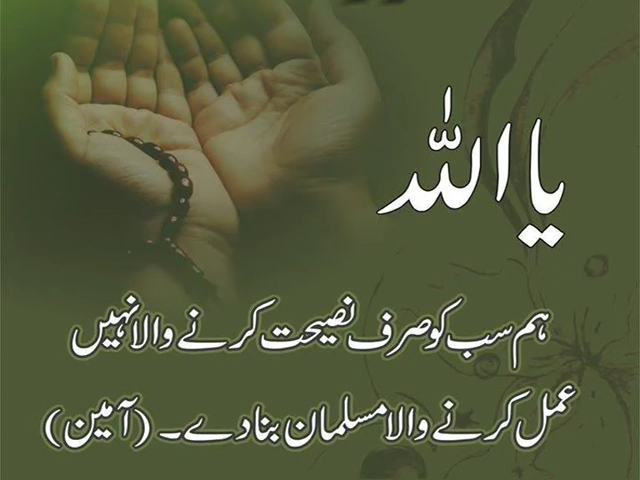 یا اللہ
ہم سب کو صرف نصیحت کرنے والا نہیں
عمل کرنے والا مسلمان بنا دے۔ (آمین)